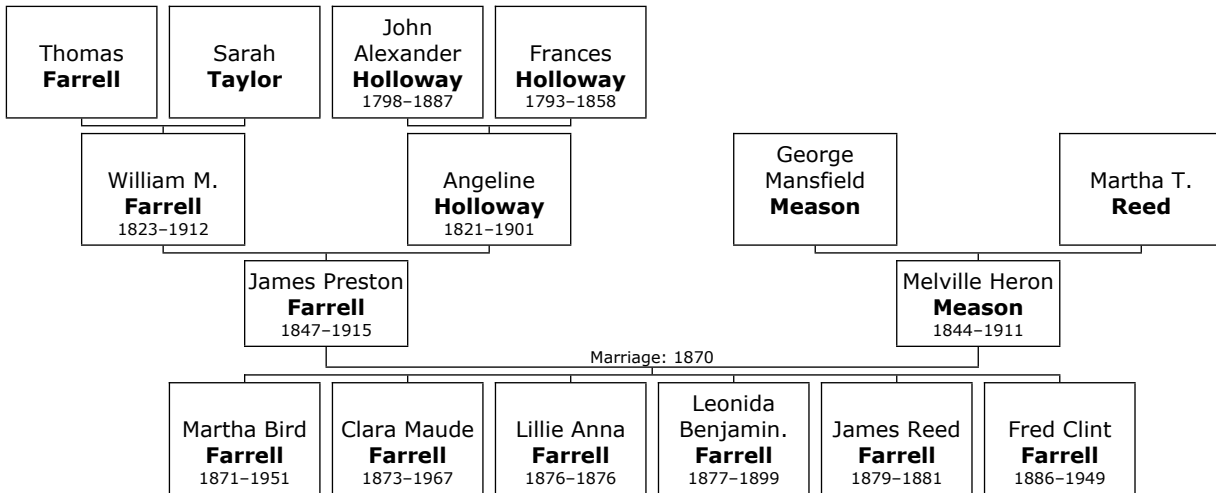 Thomas
Farrell
Sarah
Taylor
John
Alexander
Holloway
1798–1887
Frances
Holloway
1793–1858
William M.
Farrell
1823–1912
Angeline
Holloway
1821–1901
George
Mansfield
Meason
Martha T.
Reed
James Preston
Farrell
1847–1915
Melville Heron
Meason
1844–1911
Marriage: 1870
Martha Bird
Farrell
1871–1951
Clara Maude
Farrell
1873–1967
Lillie Anna
Farrell
1876–1876
Leonida
Benjamin.
Farrell
1877–1899
James Reed
Farrell
1879–1881
Fred Clint
Farrell
1886–1949